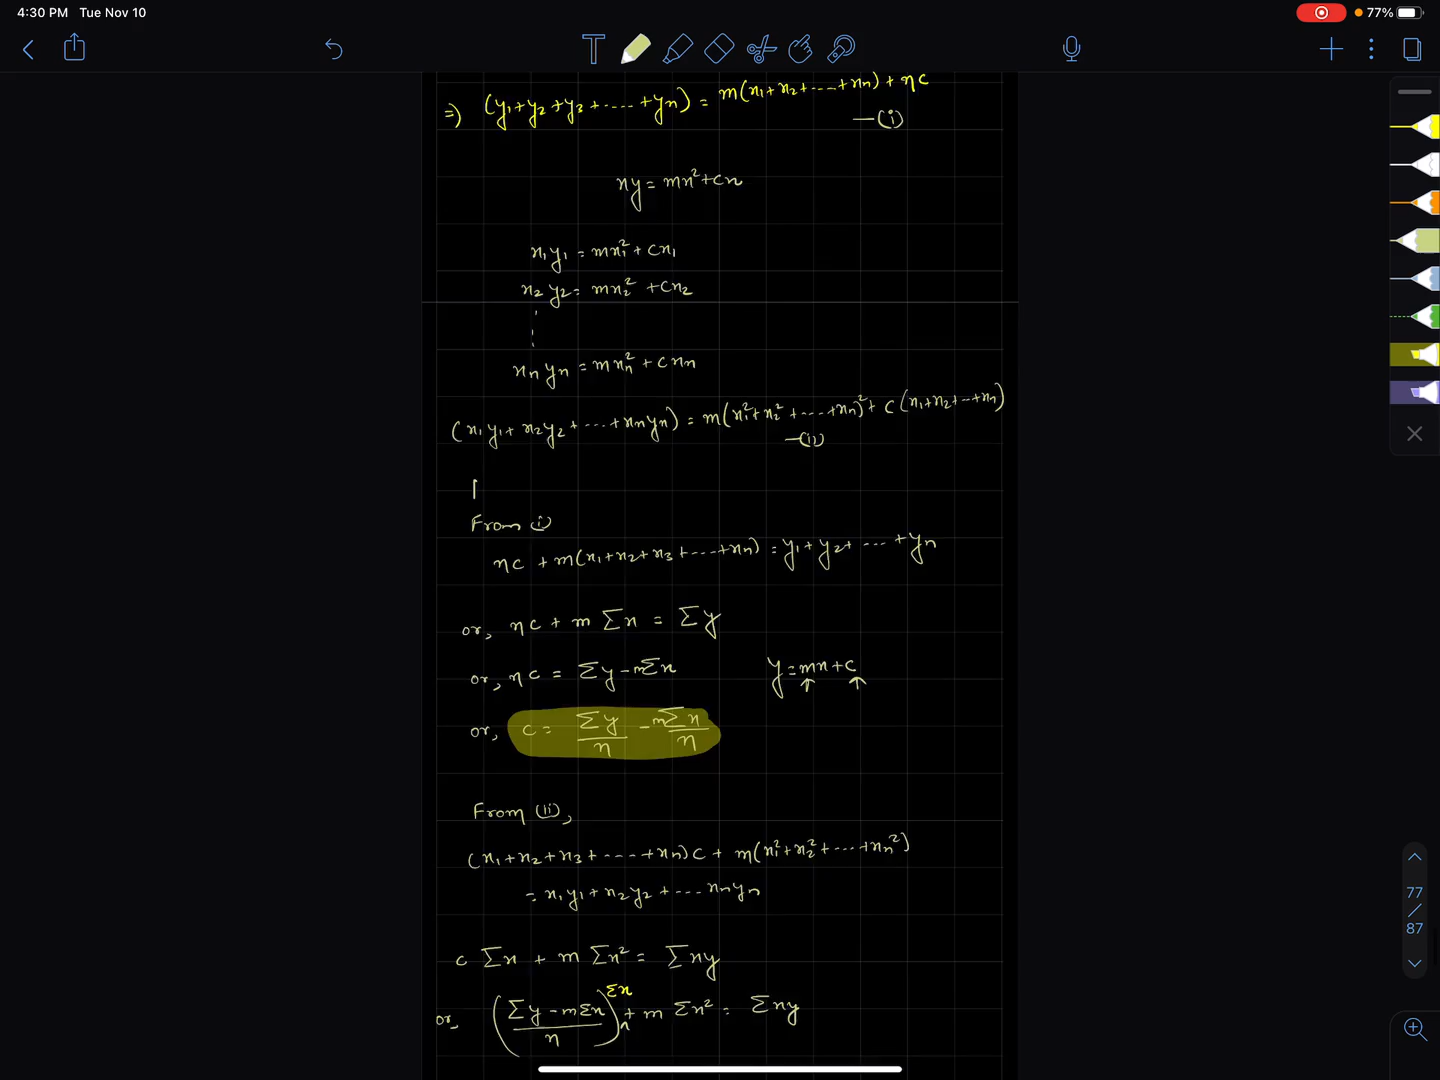 4:30 PM Tue Nov 10
77%
=) (y₁+y₂+y₃+....+yn) = m(x₁+x₂+....+xn) + nc
—(i)
xy = mx²+cx
x₁y₁ = mx₁² + cx₁
x₂y₂ = mx₂² + cx₂
xnyn = mxn² + cxn
(x₁y₁+x₂y₂+....+xnyn) = m(x₁²+x₂²+....+xn)²+ c(x₁+x₂+...+xn)
—(ii)
From (i)
nc + m(x₁+x₂+x₃+....+xn) = y₁+y₂+ ... +yn
or, nc + m Σx = Σy
or, nc = Σy - mΣx
y = mx+c
or, c = Σy/n - mΣx/n
From (ii),
(x₁+x₂+x₃+....+xn)c + m(x₁²+x₂²+...+xn²)
= x₁y₁+x₂y₂+... xnyn
c Σx + m Σx² = Σxy
or, (Σy - mΣx / n) Σx + m Σx² = Σxy
77
/
87